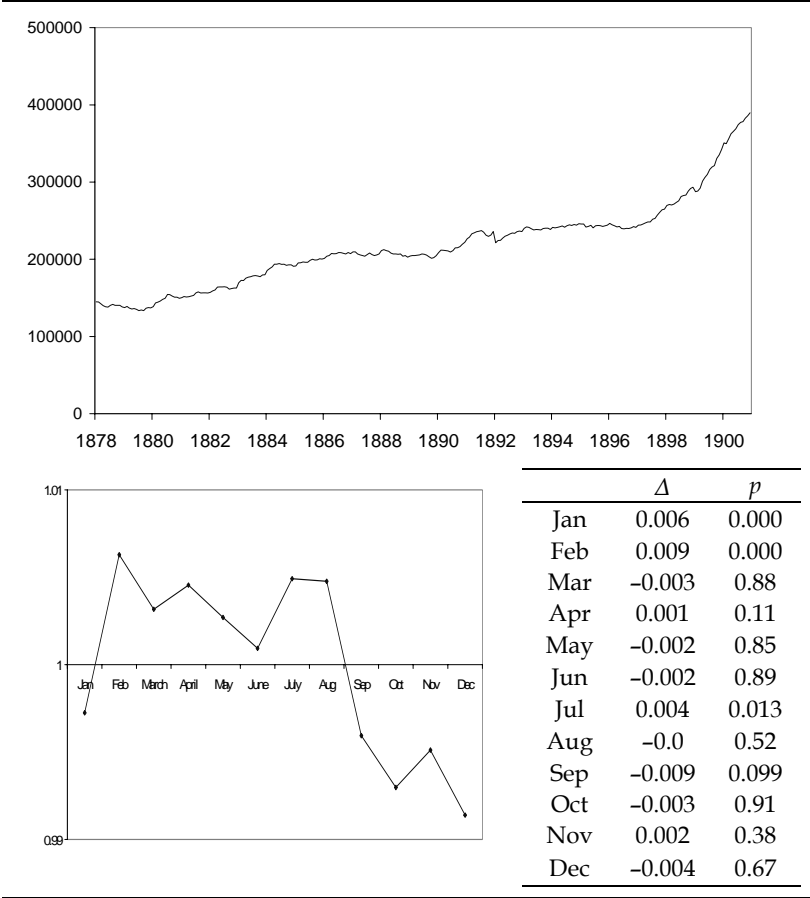 500000
400000
300000
200000
100000
0
1878 1880 1882 1884 1886 1888 1890 1892 1894 1896 1898 1900
1.01
1
Jan Feb March April May June July Aug Sep Oct Nov Dec
0.99
Δ p
Jan 0.006 0.000
Feb 0.009 0.000
Mar –0.003 0.88
Apr 0.001 0.11
May –0.002 0.85
Jun –0.002 0.89
Jul 0.004 0.013
Aug –0.0 0.52
Sep –0.009 0.099
Oct –0.003 0.91
Nov 0.002 0.38
Dec –0.004 0.67